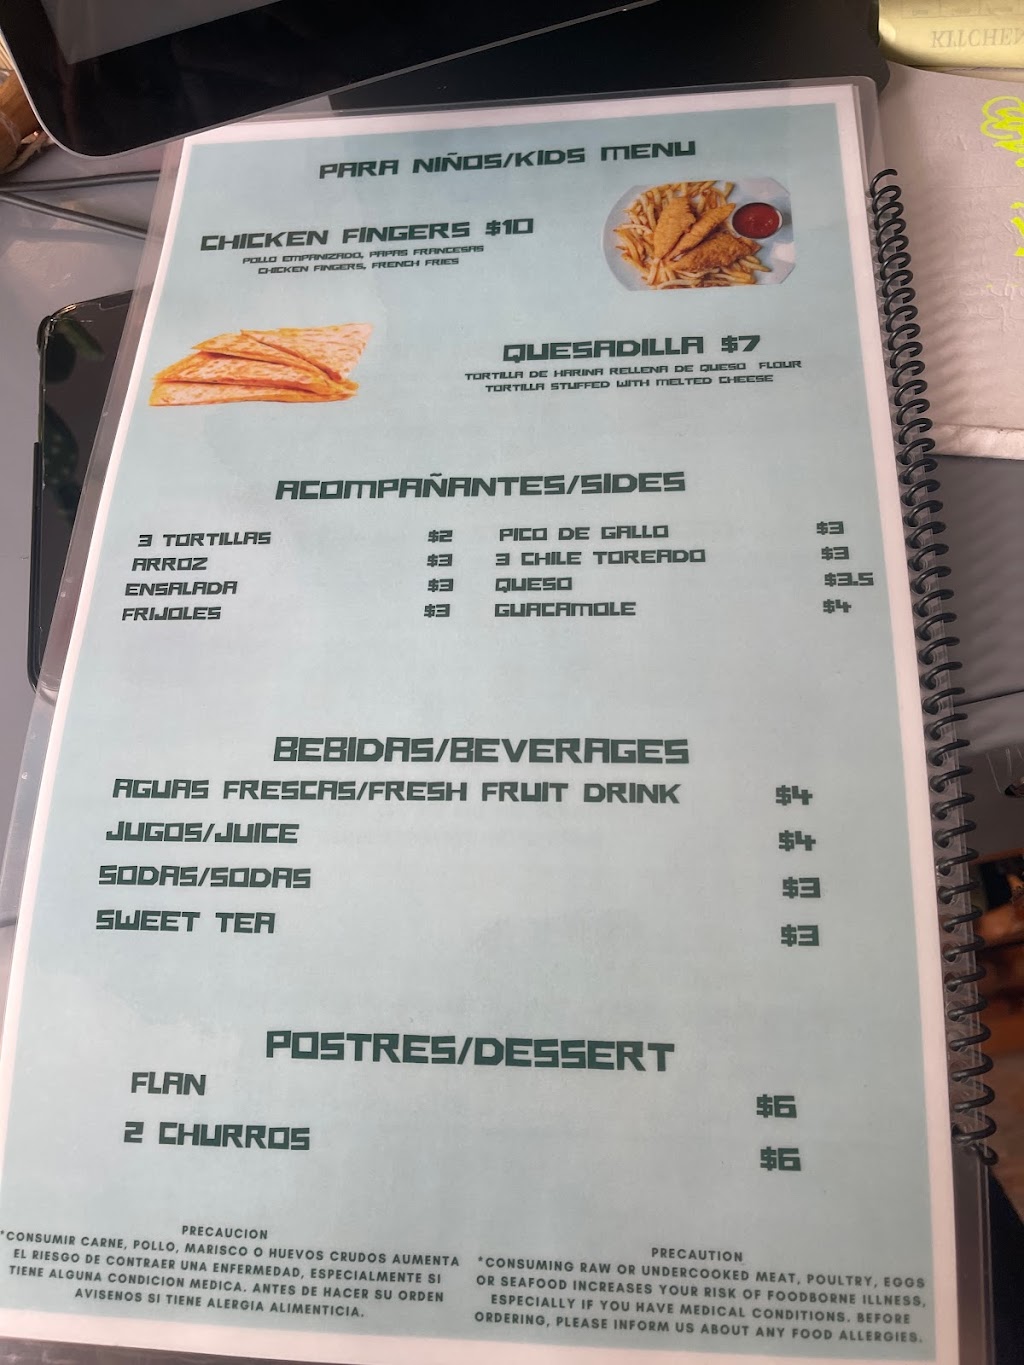 KITCHEN
PARA NIÑOS/KIDS MENU
CHICKEN FINGERS $10
POLLO EMPANIZADO, PAPAS FRANCESAS
CHICKEN FINGERS, FRENCH FRIES
QUESADILLA $7
TORTILLA DE HARINA RELLENA DE QUESO FLOUR
TORTILLA STUFFED WITH MELTED CHEESE
ACOMPAÑANTES/SIDES
3 TORTILLAS $2
ARROZ $3
ENSALADA $3
FRIJOLES $3
PICO DE GALLO $3
3 CHILE TOREADO $3
QUESO $3.5
GUACAMOLE $4
BEBIDAS/BEVERAGES
AGUAS FRESCAS/FRESH FRUIT DRINK $4
JUGOS/JUICE $4
SODAS/SODAS $3
SWEET TEA $3
POSTRES/DESSERT
FLAN $6
2 CHURROS $6
PRECAUCION
*CONSUMIR CARNE, POLLO, MARISCO O HUEVOS CRUDOS AUMENTA
EL RIESGO DE CONTRAER UNA ENFERMEDAD, ESPECIALMENTE SI
TIENE ALGUNA CONDICION MEDICA. ANTES DE HACER SU ORDEN
AVISENOS SI TIENE ALERGIA ALIMENTICIA.
PRECAUTION
*CONSUMING RAW OR UNDERCOOKED MEAT, POULTRY, EGGS
OR SEAFOOD INCREASES YOUR RISK OF FOODBORNE ILLNESS,
ESPECIALLY IF YOU HAVE MEDICAL CONDITIONS. BEFORE
ORDERING, PLEASE INFORM US ABOUT ANY FOOD ALLERGIES.